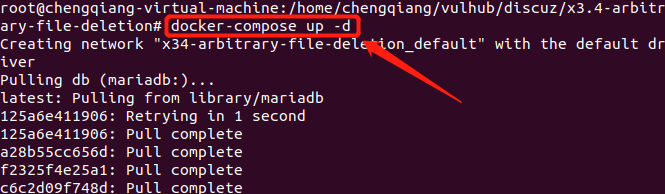 root@chengqiang-virtual-machine:/home/chengqiang/vulhub/discuz/x3.4-arbitr
ary-file-deletion# docker-compose up -d
Creating network "x34-arbitrary-file-deletion_default" with the default dr
iver
Pulling db (mariadb:)...
latest: Pulling from library/mariadb
125a6e411906: Retrying in 1 second
125a6e411906: Pull complete
a28b55cc656d: Pull complete
f2325f4e25a1: Pull complete
c6c2d09f748d: Pull complete